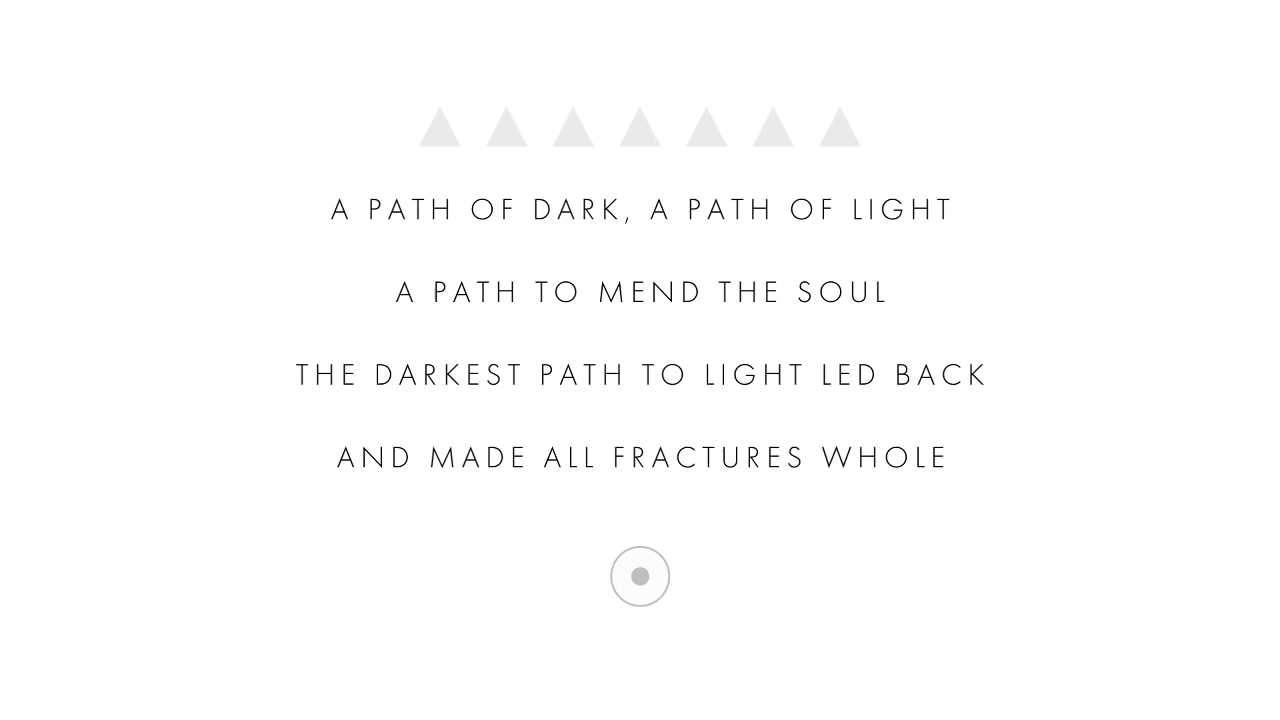 A PATH OF DARK, A PATH OF LIGHT
A PATH TO MEND THE SOUL
THE DARKEST PATH TO LIGHT LED BACK
AND MADE ALL FRACTURES WHOLE